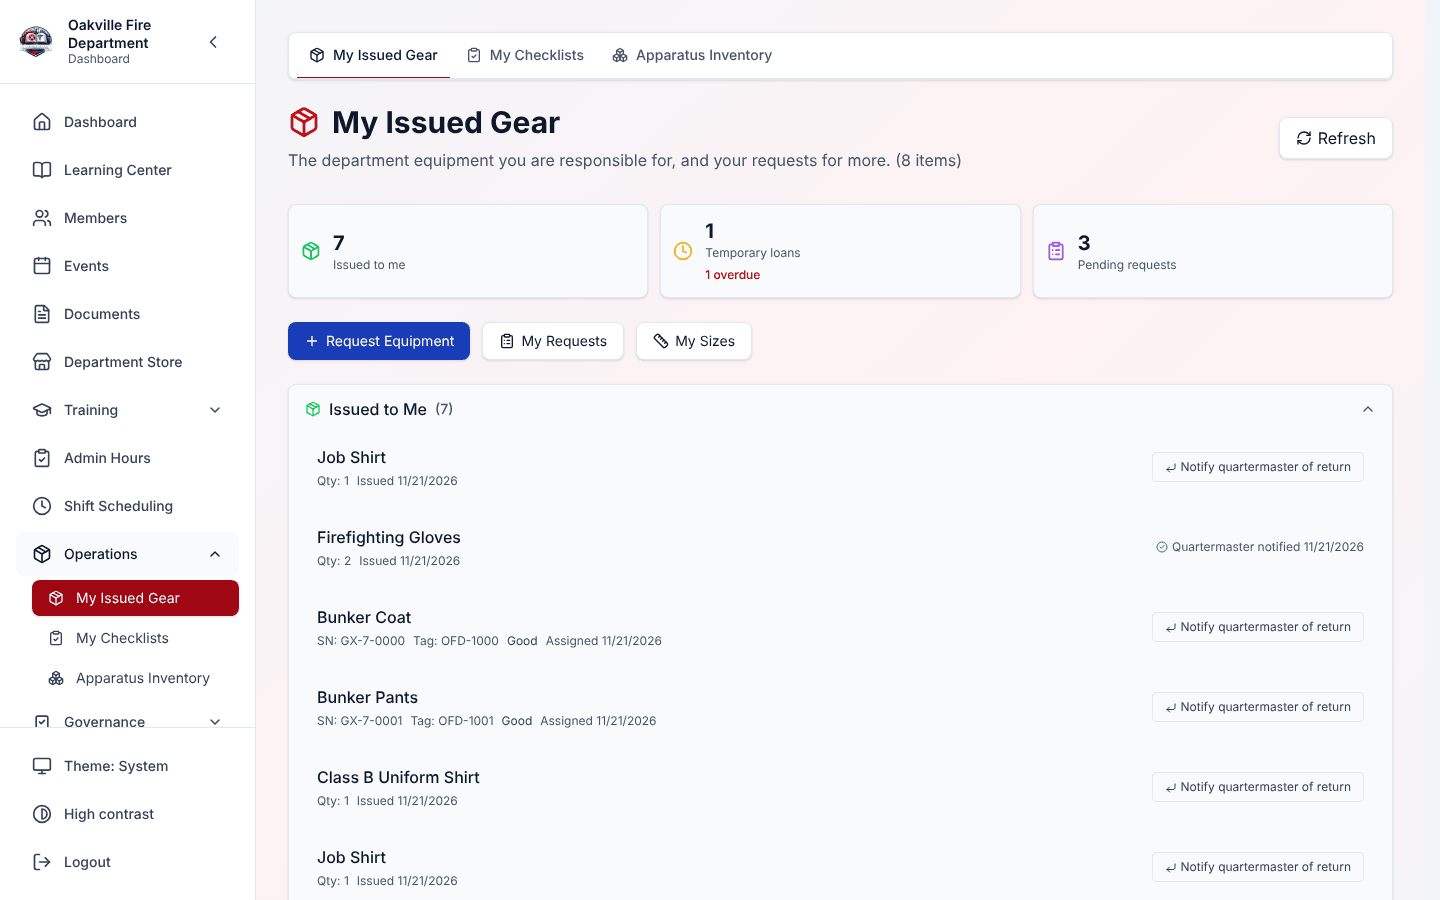 Oakville Fire
Department
Dashboard
Dashboard
Learning Center
Members
Events
Documents
Department Store
Training
Admin Hours
Shift Scheduling
Operations
My Issued Gear
My Checklists
Apparatus Inventory
Governance
Theme: System
High contrast
Logout
My Issued Gear
My Checklists
Apparatus Inventory
My Issued Gear
The department equipment you are responsible for, and your requests for more. (8 items)
Refresh
7
Issued to me
1
Temporary loans
1 overdue
3
Pending requests
Request Equipment
My Requests
My Sizes
Issued to Me (7)
Job Shirt
Qty: 1 Issued 11/21/2026
Notify quartermaster of return
Firefighting Gloves
Qty: 2 Issued 11/21/2026
Quartermaster notified 11/21/2026
Bunker Coat
SN: GX-7-0000 Tag: OFD-1000 Good Assigned 11/21/2026
Notify quartermaster of return
Bunker Pants
SN: GX-7-0001 Tag: OFD-1001 Good Assigned 11/21/2026
Notify quartermaster of return
Class B Uniform Shirt
Qty: 1 Issued 11/21/2026
Notify quartermaster of return
Job Shirt
Qty: 1 Issued 11/21/2026
Notify quartermaster of return